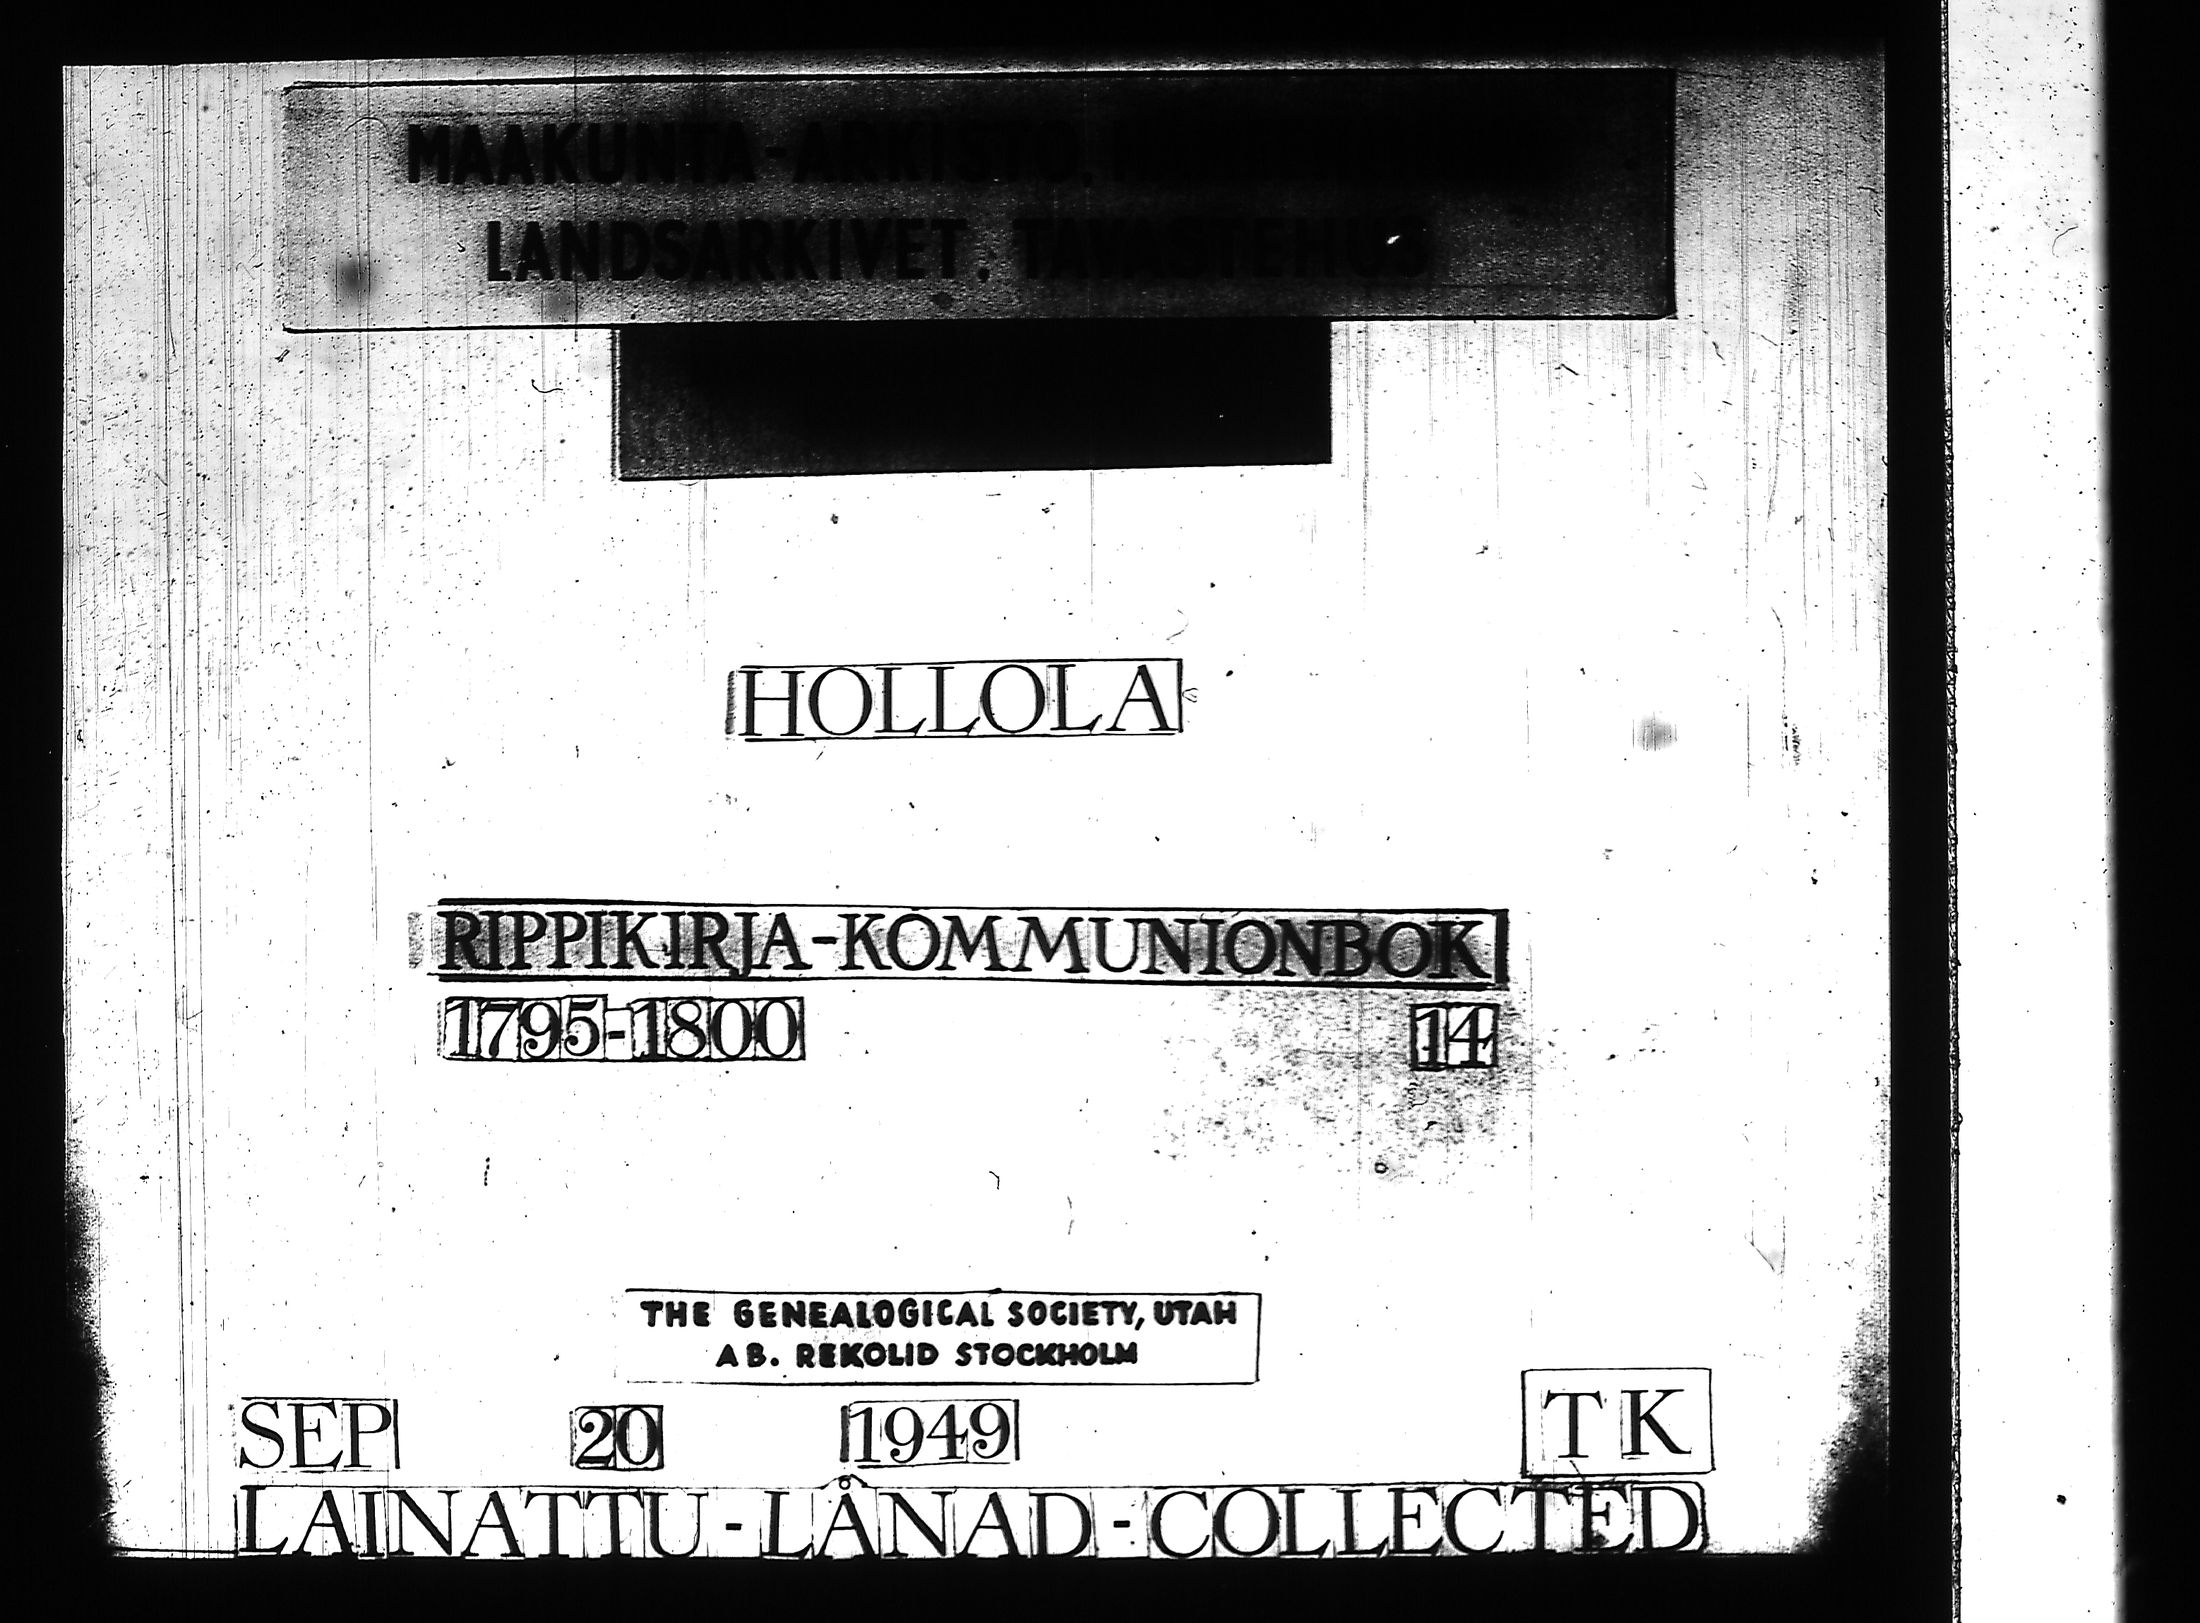 MAAKUNTA-ARKISTO,
LANDSARKIVET, TAVASTEHUS
HOLLOLA
RIPPIKIRJA-KOMMUNIONBOK
1795-1800 14
THE GENEALOGICAL SOCIETY, UTAH
AB. REKOLID STOCKHOLM
TK
SEP 20 1949
LAINATTU-LÅNAD-COLLECTED